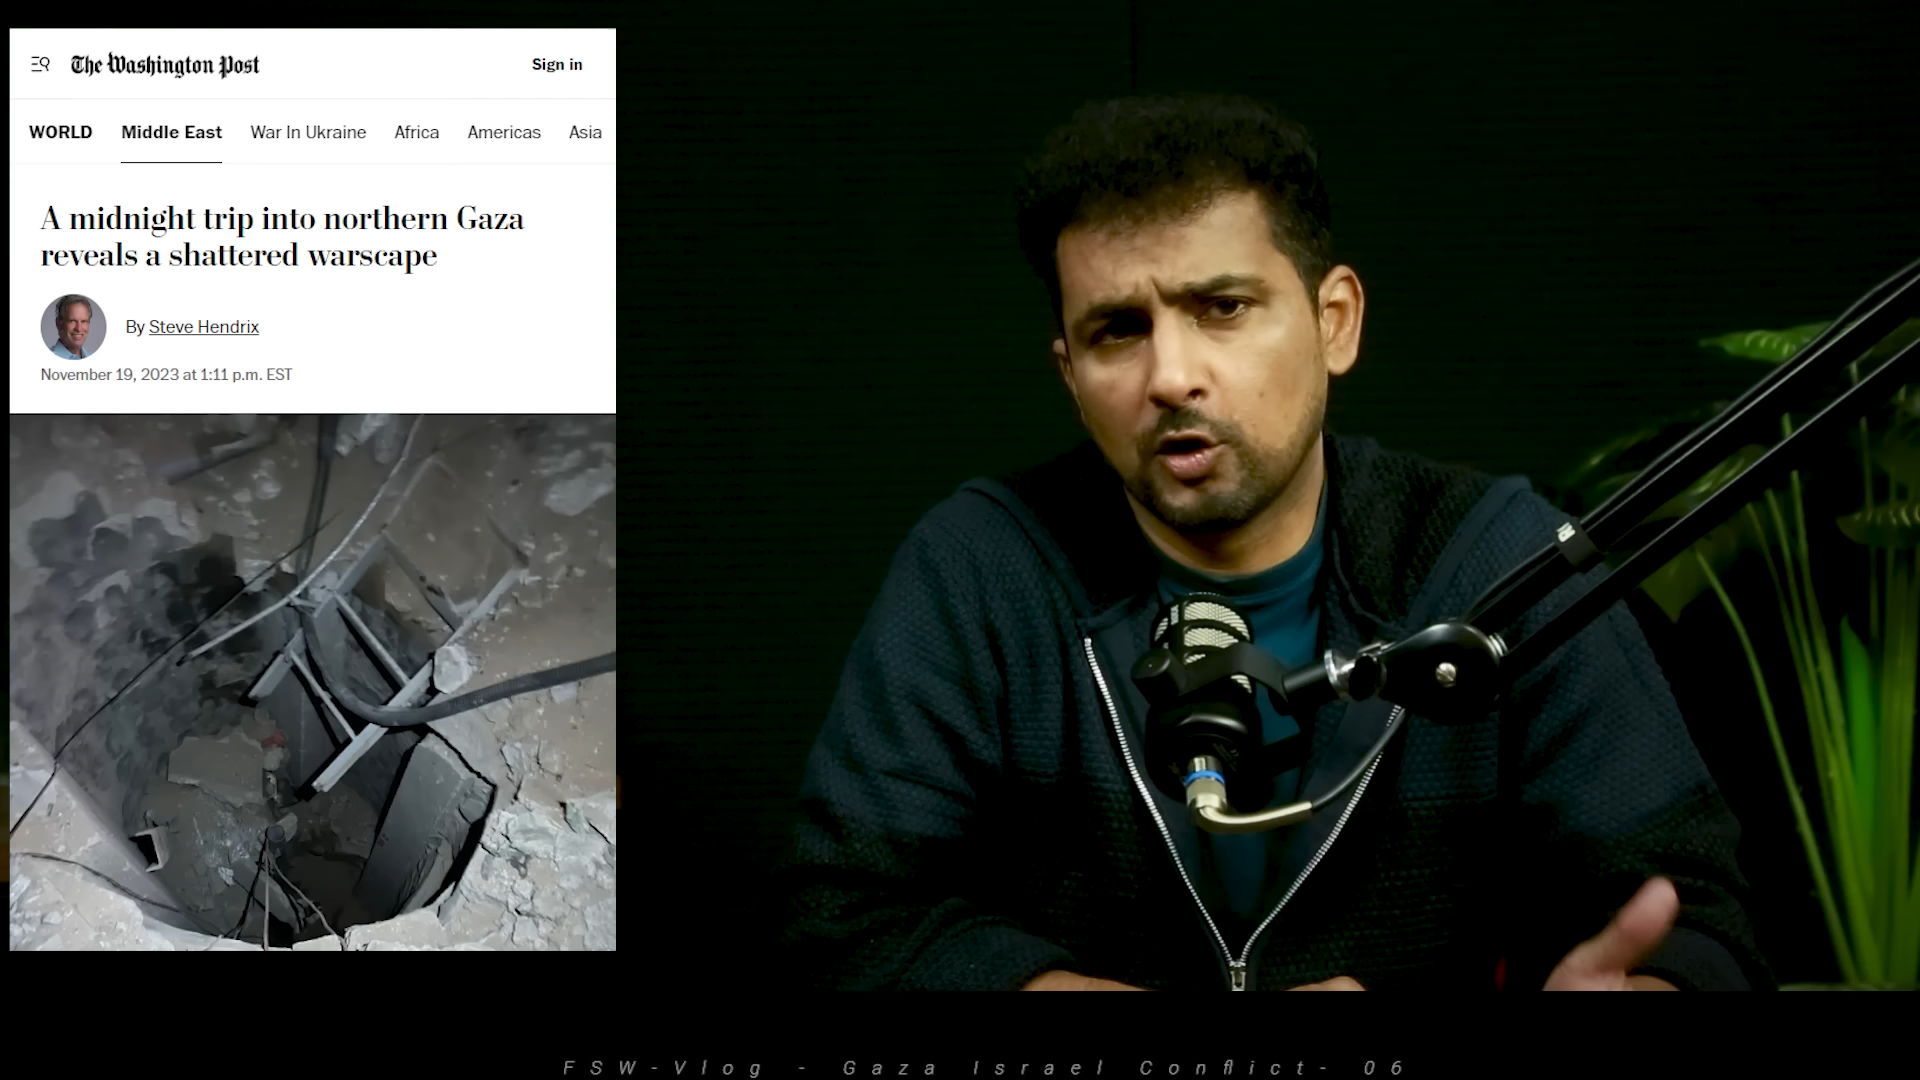 The Washington Post
Sign in
WORLD Middle East War In Ukraine Africa Americas Asia
A midnight trip into northern Gaza
reveals a shattered warscape
By Steve Hendrix
November 19, 2023 at 1:11 p.m. EST
FSW-Vlog - Gaza Israel Conflict- 06